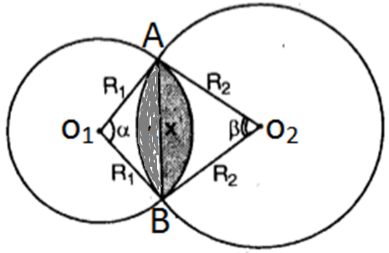 A
R₁
R₂
O₁
α
x
β
O₂
R₁
R₂
B